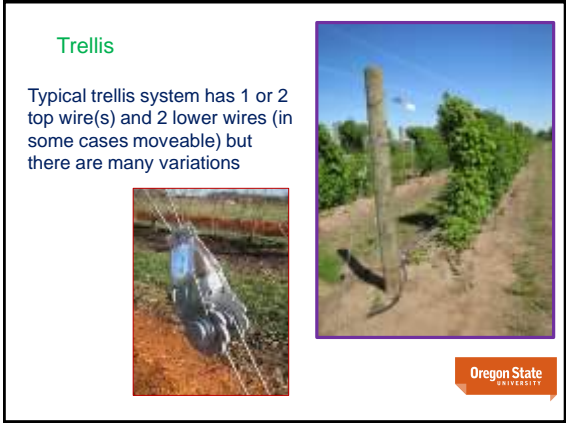 Trellis
Typical trellis system has 1 or 2
top wire(s) and 2 lower wires (in
some cases moveable) but
there are many variations
Oregon State
UNIVERSITY